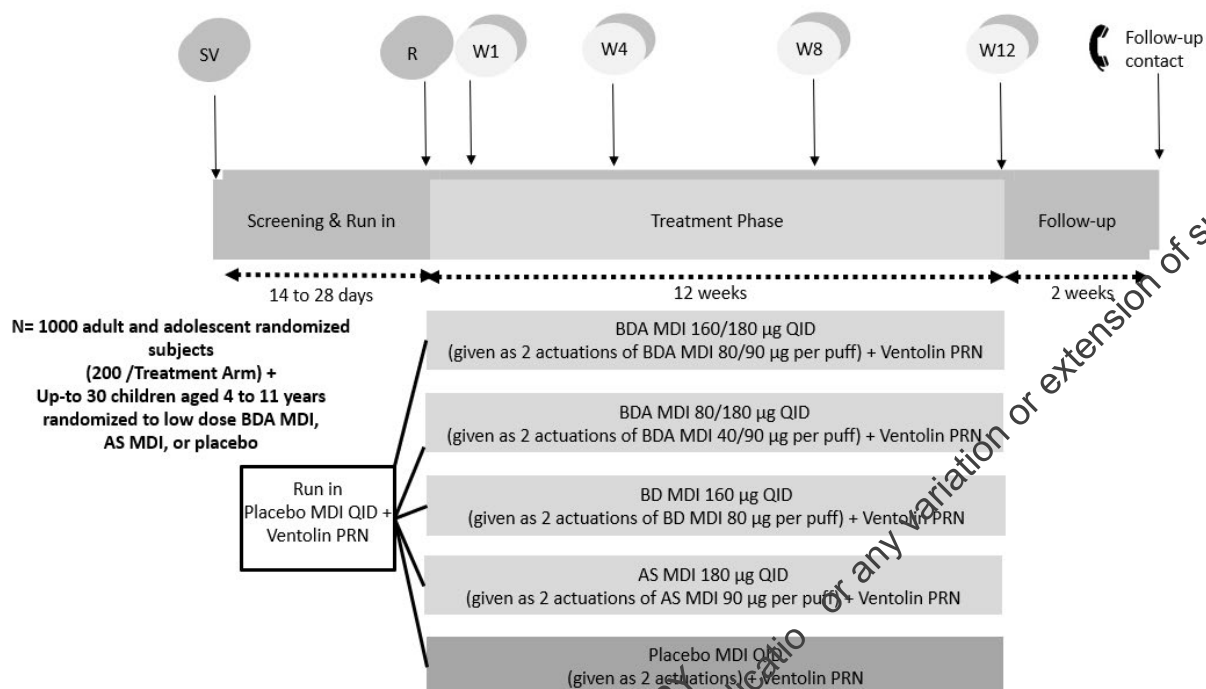 SV
R
W1
W4
W8
W12
Follow-up
contact
Screening & Run in
Treatment Phase
Follow-up
14 to 28 days
12 weeks
2 weeks
N= 1000 adult and adolescent randomized
subjects
(200 /Treatment Arm) +
Up-to 30 children aged 4 to 11 years
randomized to low dose BDA MDI,
AS MDI, or placebo
Run in
Placebo MDI QID +
Ventolin PRN
BDA MDI 160/180 µg QID
(given as 2 actuations of BDA MDI 80/90 µg per puff) + Ventolin PRN
BDA MDI 80/180 µg QID
(given as 2 actuations of BDA MDI 40/90 µg per puff) + Ventolin PRN
BD MDI 160 µg QID
(given as 2 actuations of BD MDI 80 µg per puff) + Ventolin PRN
AS MDI 180 µg QID
(given as 2 actuations of AS MDI 90 µg per puff) + Ventolin PRN
Placebo MDI QID
(given as 2 actuations) + Ventolin PRN
or any variation or extension of